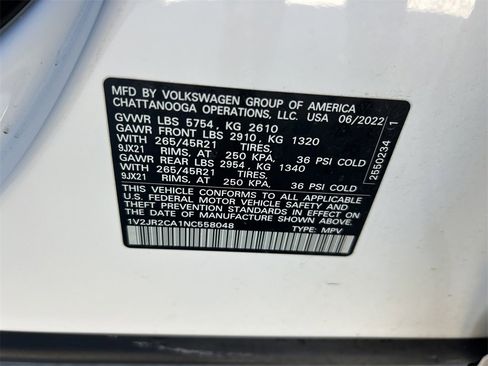 MFD BY VOLKSWAGEN GROUP OF AMERICA
CHATTANOOGA OPERATIONS, LLC. USA 06/2022
GVWR LBS 5754 , KG 2610
GAWR FRONT LBS 2910 , KG 1320
WITH 265/45R21 TIRES,
9JX21 RIMS, AT 250 KPA, 36 PSI COLD
GAWR REAR LBS 2954 , KG 1340
WITH 265/45R21 TIRES,
9JX21 RIMS, AT 250 KPA, 36 PSI COLD
THIS VEHICLE CONFORMS TO ALL APPLICABLE
U.S. FEDERAL MOTOR VEHICLE SAFETY STANDARDS
IN EFFECT ON THE DATE OF MANUFACTURE SHOWN ABOVE.
1V2JR2CA1NC558048 TYPE: MPV
2550234 1